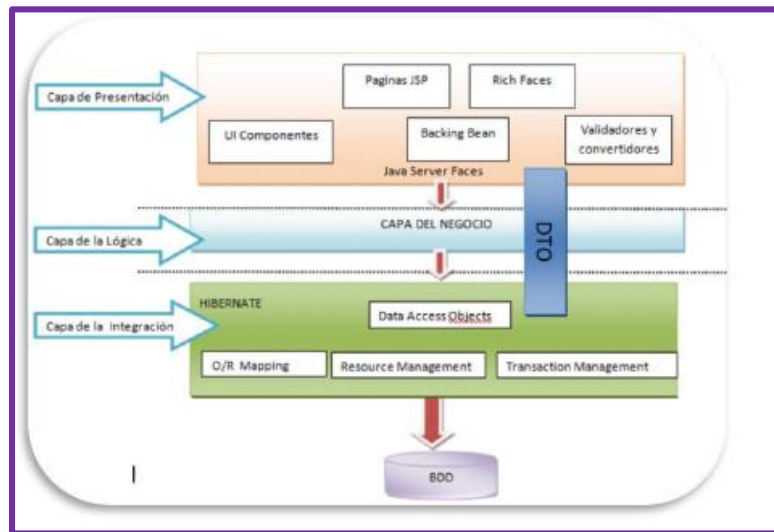 Paginas JSP
Rich Faces
Capa de Presentación
UI Componentes
Backing Bean
Validadores y
convertidores
Java Server Faces
CAPA DEL NEGOCIO
Capa de la Lógica
DTO
HIBERNATE
Data Access Objects
Capa de la Integración
O/R Mapping
Resource Management
Transaction Management
BDD